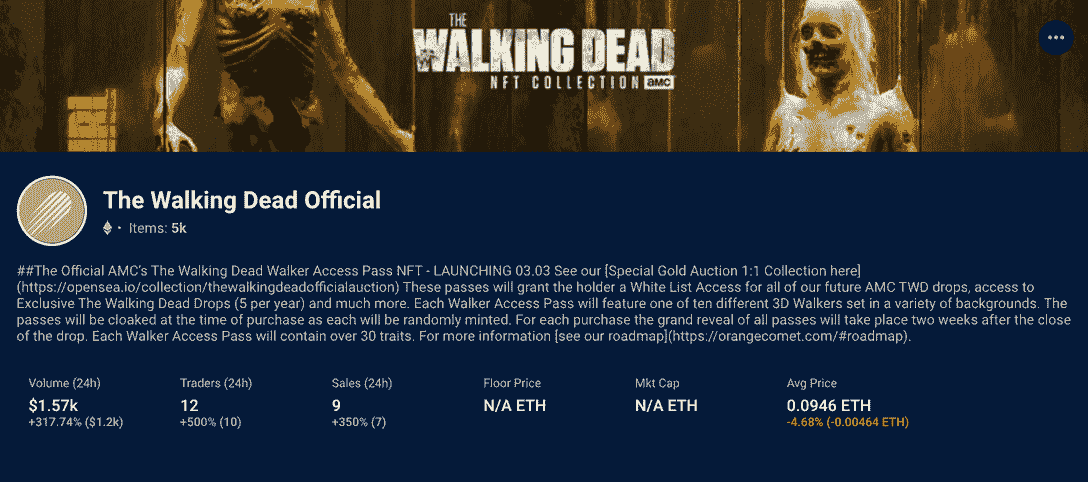 THE
WALKING DEAD
NFT COLLECTION amc
The Walking Dead Official
Items: 5k
##The Official AMC's The Walking Dead Walker Access Pass NFT - LAUNCHING 03.03 See our [Special Gold Auction 1:1 Collection here]
(https://opensea.io/collection/thewalkingdeadofficialauction) These passes will grant the holder a White List Access for all of our future AMC TWD drops, access to
Exclusive The Walking Dead Drops (5 per year) and much more. Each Walker Access Pass will feature one of ten different 3D Walkers set in a variety of backgrounds. The
passes will be cloaked at the time of purchase as each will be randomly minted. For each purchase the grand reveal of all passes will take place two weeks after the close
of the drop. Each Walker Access Pass will contain over 30 traits. For more information [see our roadmap](https://orangecomet.com/#roadmap).
Volume (24h) Traders (24h) Sales (24h) Floor Price Mkt Cap Avg Price
$1.57k 12 9 N/A ETH N/A ETH 0.0946 ETH
+317.74% ($1.2k) +500% (10) +350% (7) -4.68% (-0.00464 ETH)